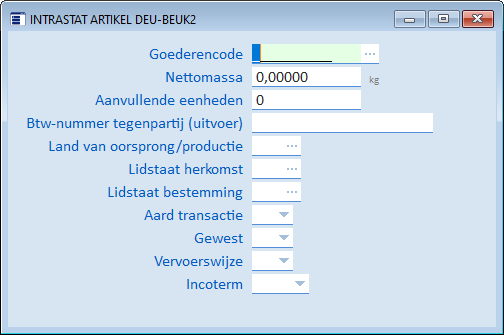 INTRASTAT ARTIKEL DEU-BEUK2
Goederencode
Nettomassa 0,00000 kg
Aanvullende eenheden 0
Btw-nummer tegenpartij (uitvoer)
Land van oorsprong/productie
Lidstaat herkomst
Lidstaat bestemming
Aard transactie
Gewest
Vervoerswijze
Incoterm